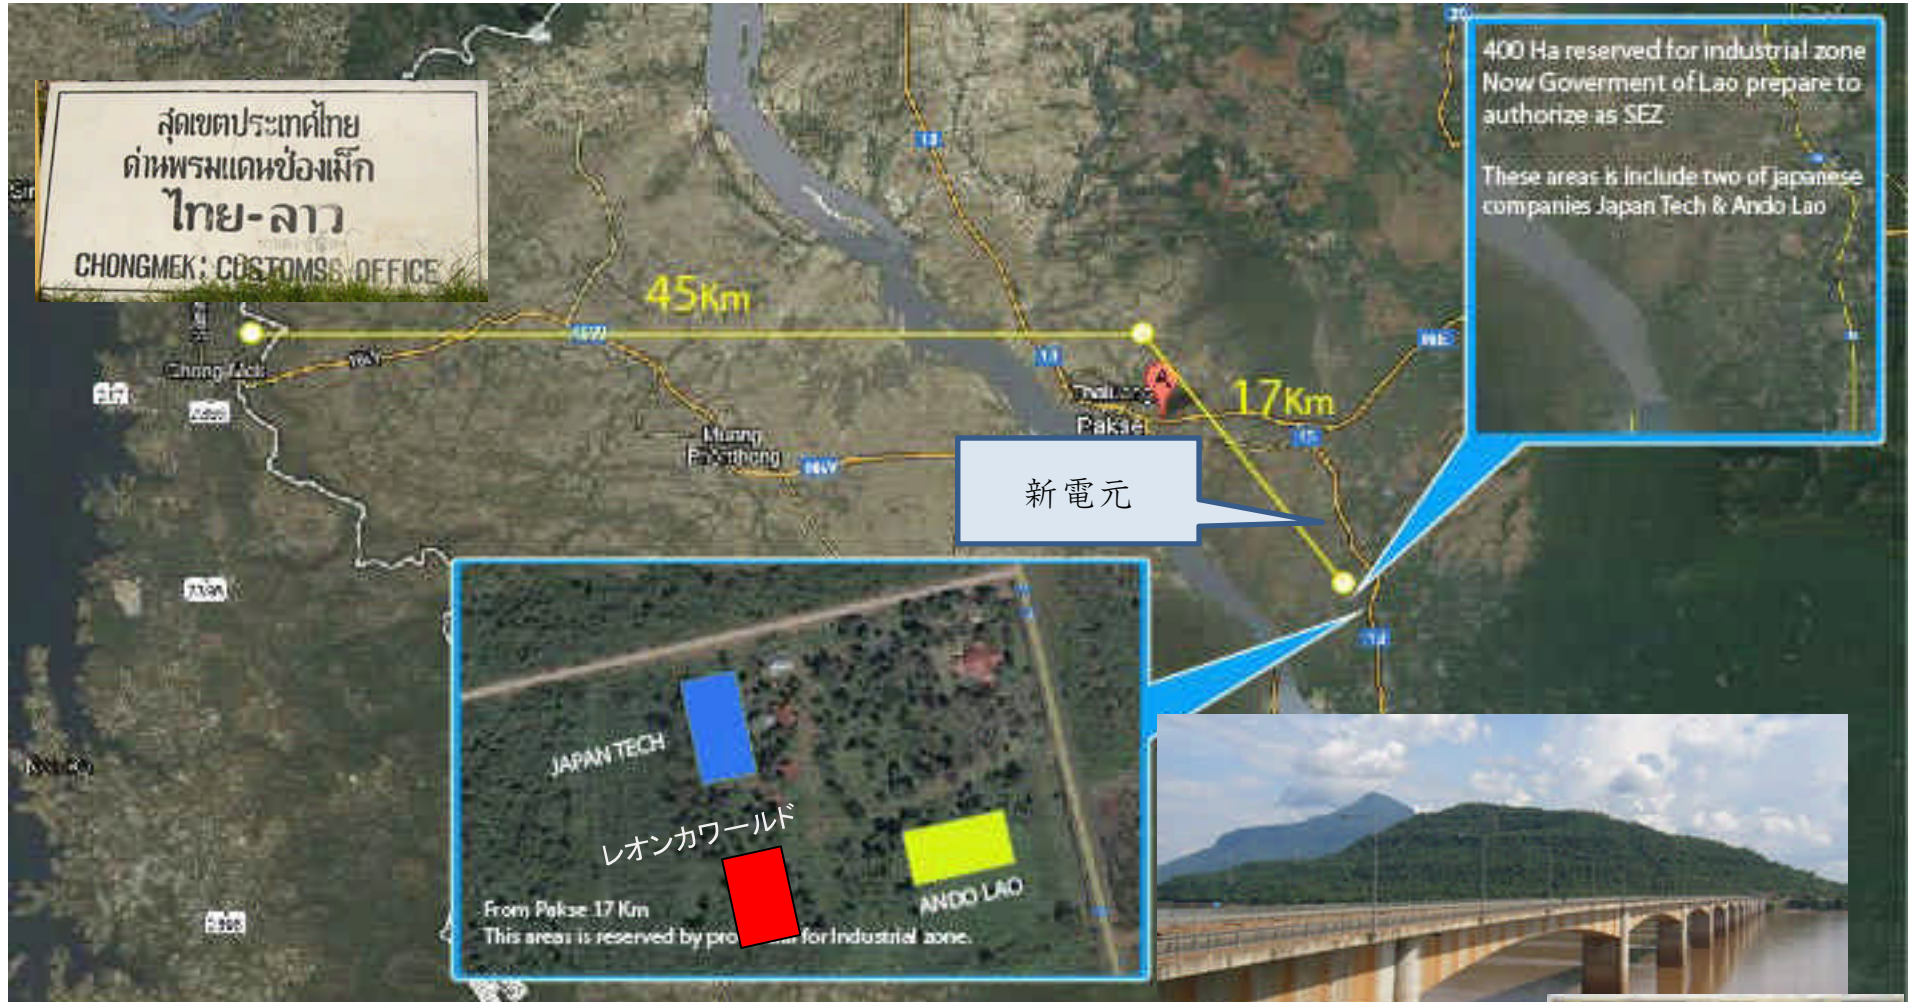 สุดเขตประเทศไทย
ด่านพรมแดนช่องเม็ก
ไทย-ลาว
CHONGMEK: CUSTOMSS OFFICE
400 Ha reserved for industrial zone
Now Goverment of Lao prepare to
authorize as SEZ
These areas is include two of japanese
companies Japan Tech & Ando Lao
13
45Km
13
A
17Km
Chong Mek
Pakse
Muang
新電元
JAPAN TECH
レオンカワールド
ANDO LAO
From Pakse 17 Km
This areas is reserved by for Industrial zone.